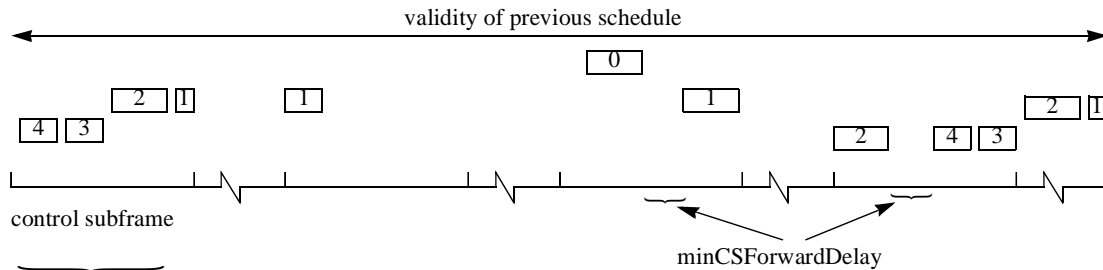 validity of previous schedule
0
2 1 1 1 2 1
4 3 2 4 3
control subframe
minCSForwardDelay